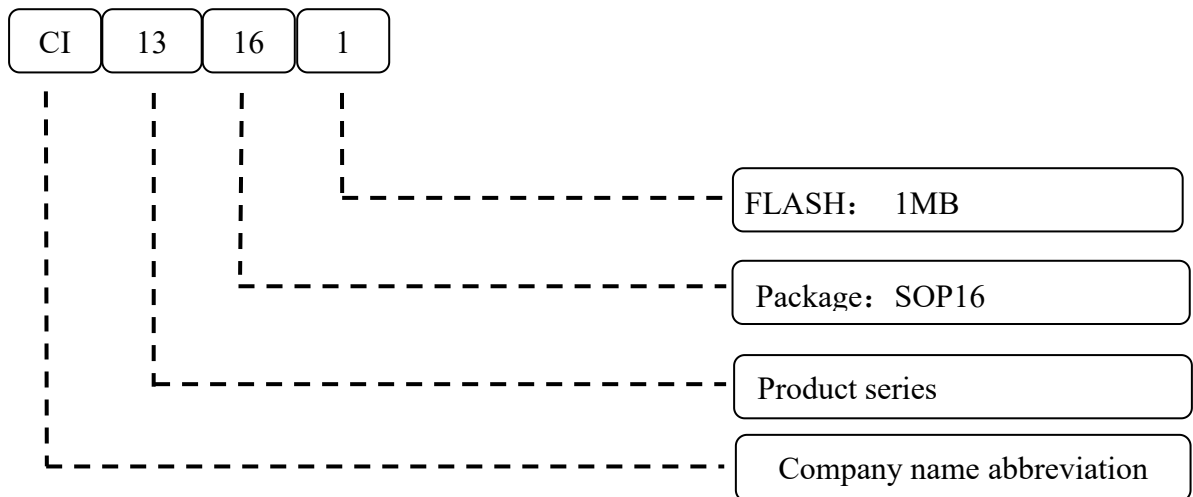 CI 13 16 1
FLASH： 1MB
Package：SOP16
Product series
Company name abbreviation